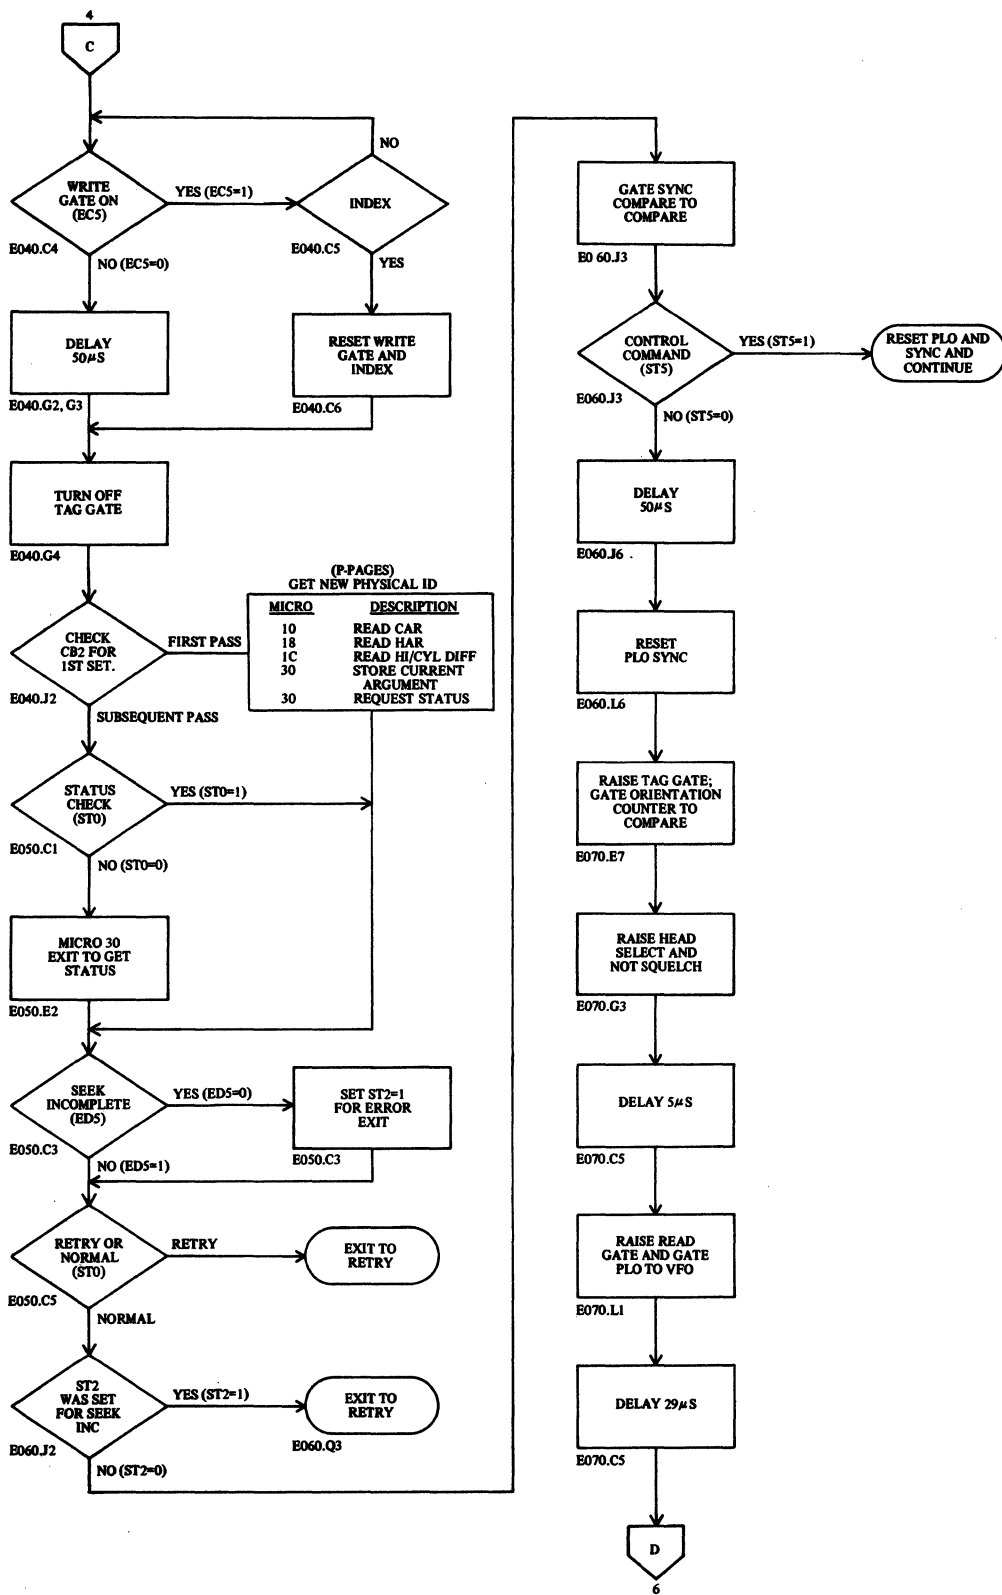 4
C
NO
WRITE
GATE ON
(EC5)
YES (EC5=1)
INDEX
E040.C4
E040.C5
NO (EC5=0)
YES
DELAY
50μS
RESET WRITE
GATE AND
INDEX
E040.G2, G3
E040.C6
TURN OFF
TAG GATE
E040.G4
(P-PAGES)
GET NEW PHYSICAL ID
MICRO DESCRIPTION
10 READ CAR
18 READ HAR
1C READ HI/CYL DIFF
30 STORE CURRENT
ARGUMENT
30 REQUEST STATUS
CHECK
CB2 FOR
1ST SET.
FIRST PASS
E040.J2
SUBSEQUENT PASS
STATUS
CHECK
(ST0)
YES (ST0=1)
E050.C1
NO (ST0=0)
MICRO 30
EXIT TO GET
STATUS
E050.E2
SEEK
INCOMPLETE
(ED5)
YES (ED5=0)
SET ST2=1
FOR ERROR
EXIT
E050.C3
E050.C3
NO (ED5=1)
RETRY OR
NORMAL
(ST0)
RETRY
EXIT TO
RETRY
E050.C5
NORMAL
ST2
WAS SET
FOR SEEK
INC
YES (ST2=1)
EXIT TO
RETRY
E060.J2
E060.Q3
NO (ST2=0)
GATE SYNC
COMPARE TO
COMPARE
E0 60.J3
CONTROL
COMMAND
(ST5)
YES (ST5=1)
RESET PLO AND
SYNC AND
CONTINUE
E060.J3
NO (ST5=0)
DELAY
50μS
E060.J6
RESET
PLO SYNC
E060.L6
RAISE TAG GATE;
GATE ORIENTATION
COUNTER TO
COMPARE
E070.E7
RAISE HEAD
SELECT AND
NOT SQUELCH
E070.G3
DELAY 5μS
E070.C5
RAISE READ
GATE AND GATE
PLO TO VFO
E070.L1
DELAY 29μS
E070.C5
D
6